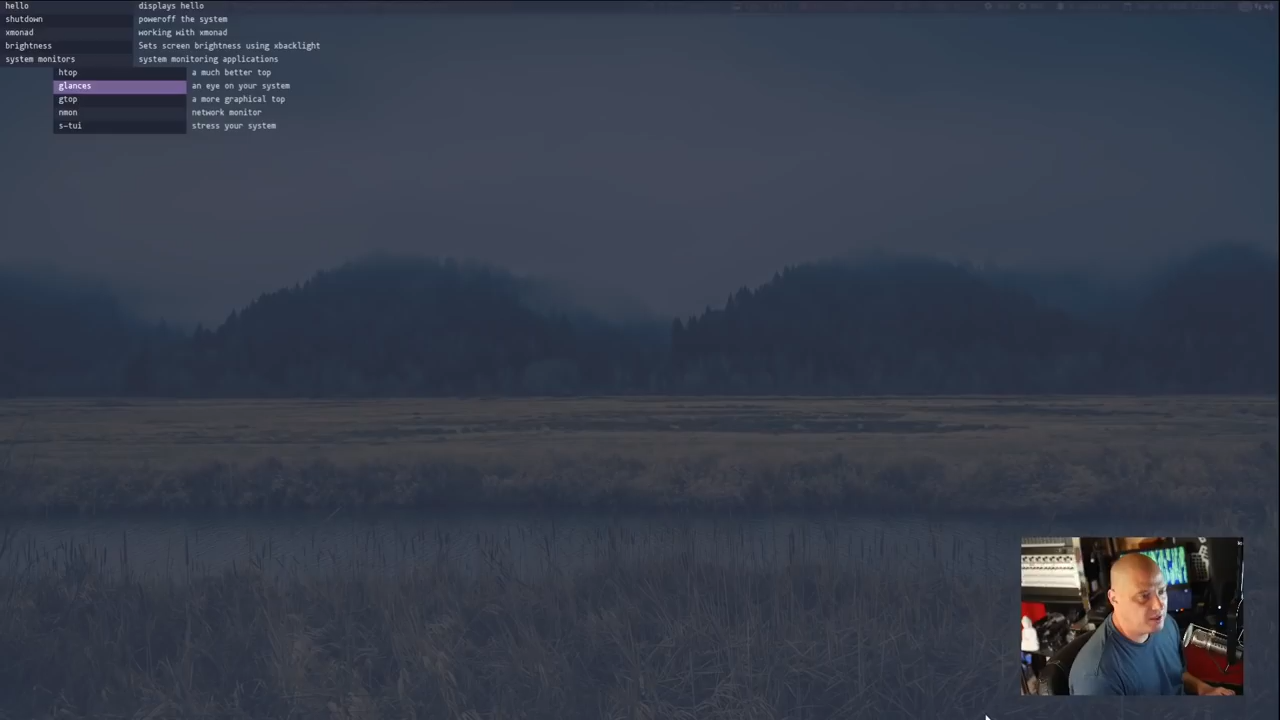 hello displays hello
shutdown poweroff the system
xmonad working with xmonad
brightness Sets screen brightness using xbacklight
system monitors system monitoring applications
htop a much better top
glances an eye on your system
gtop a more graphical top
nmon network monitor
s-tui stress your system